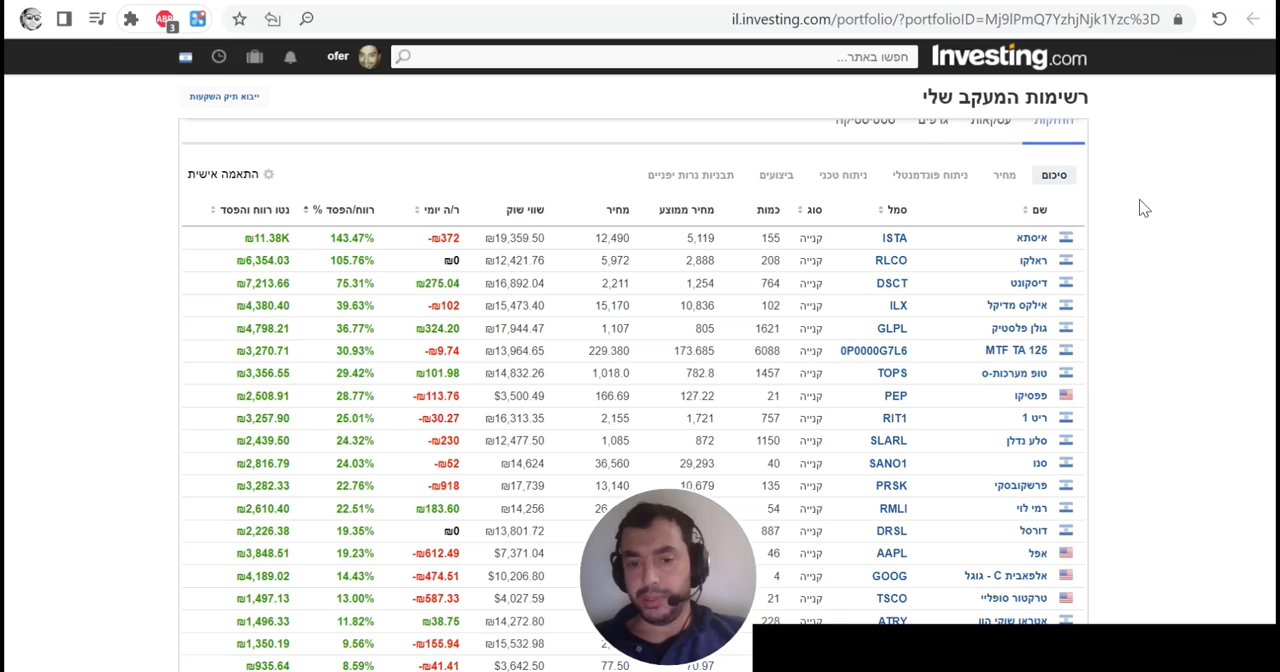 il.investing.com/portfolio/?portfolioID=Mj9lPmQ7YzhjNjk1Yzc%3D
ABP 3
Investing.com חפשו באתר... ofer
רשימות המעקב שלי ייבוא תיק השקעות
החזקות עסקאות גרפים סטטיסטיקה
סיכום מחיר ניתוח פונדמנטלי ניתוח טכני ביצועים תבניות נרות יפניים התאמה אישית
שם סמל סוג כמות מחיר ממוצע מחיר שווי שוק ר/ה יומי רווח/הפסד % נטו רווח והפסד
איסתא ISTA קנייה 155 5,119 12,490 ₪19,359.50 -₪372 143.47% ₪11.38K
ראלקו RLCO קנייה 208 2,888 5,972 ₪12,421.76 ₪0 105.76% ₪6,354.03
דיסקונט DSCT קנייה 764 1,254 2,211 ₪16,892.04 ₪275.04 75.31% ₪7,213.66
אילקס מדיקל ILX קנייה 102 10,836 15,170 ₪15,473.40 -₪102 39.63% ₪4,380.40
גולן פלסטיק GLPL קנייה 1621 805 1,107 ₪17,944.47 ₪324.20 36.77% ₪4,798.21
MTF TA 125 0P0000G7L6 קנייה 6088 173.685 229.380 ₪13,964.65 -₪9.74 30.93% ₪3,270.71
טופ מערכות-ס TOPS קנייה 1457 782.8 1,018.0 ₪14,832.26 ₪101.98 29.42% ₪3,356.55
פפסיקו PEP קנייה 21 127.22 166.69 $3,500.49 -₪113.76 28.77% ₪2,508.91
ריט 1 RIT1 קנייה 757 1,721 2,155 ₪16,313.35 -₪30.27 25.01% ₪3,257.90
סלע נדלן SLARL קנייה 1150 872 1,085 ₪12,477.50 -₪230 24.32% ₪2,439.50
סנו SANO1 קנייה 40 29,293 36,560 ₪14,624 -₪52 24.03% ₪2,816.79
פרשקובסקי PRSK קנייה 135 10,679 13,140 ₪17,739 -₪918 22.76% ₪3,282.33
רמי לוי RMLI קנייה 54 ₪14,256 ₪183.60 22.51% ₪2,610.40
דורסל DRSL קנייה 887 ₪13,801.72 ₪0 19.35% ₪2,226.38
אפל AAPL קנייה 46 $7,371.04 -₪612.49 19.23% ₪3,848.51
אלפאבית C - גוגל GOOG קנייה 4 $10,206.80 -₪474.51 14.43% ₪4,189.02
טרקטור סופליי TSCO קנייה 21 $4,027.59 -₪587.33 13.00% ₪1,497.13
אטראו שוקי הון ATRY קנייה 228 ₪14,272.80 ₪38.75 11.82% ₪1,496.33
₪15,532.98 -₪155.94 9.56% ₪1,350.19
70.97 77.50 $3,642.50 -₪41.41 8.59% ₪935.64